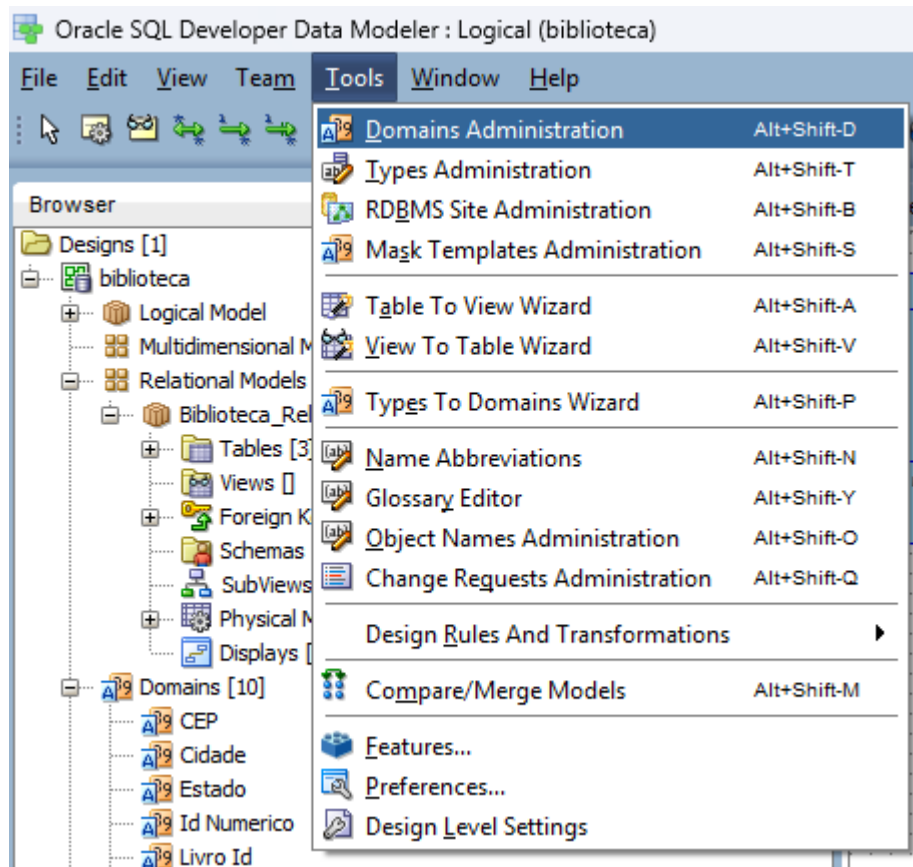 Oracle SQL Developer Data Modeler : Logical (biblioteca)
File Edit View Team Tools Window Help
Domains Administration Alt+Shift-D
Types Administration Alt+Shift-T
RDBMS Site Administration Alt+Shift-B
Mask Templates Administration Alt+Shift-S
Table To View Wizard Alt+Shift-A
View To Table Wizard Alt+Shift-V
Types To Domains Wizard Alt+Shift-P
Name Abbreviations Alt+Shift-N
Glossary Editor Alt+Shift-Y
Object Names Administration Alt+Shift-O
Change Requests Administration Alt+Shift-Q
Design Rules And Transformations
Compare/Merge Models Alt+Shift-M
Features...
Preferences...
Design Level Settings
Browser
Designs [1]
biblioteca
Logical Model
Multidimensional M
Relational Models
Biblioteca_Rel
Tables [3]
Views []
Foreign K
Schemas
SubViews
Physical M
Displays [
Domains [10]
CEP
Cidade
Estado
Id Numerico
Livro Id